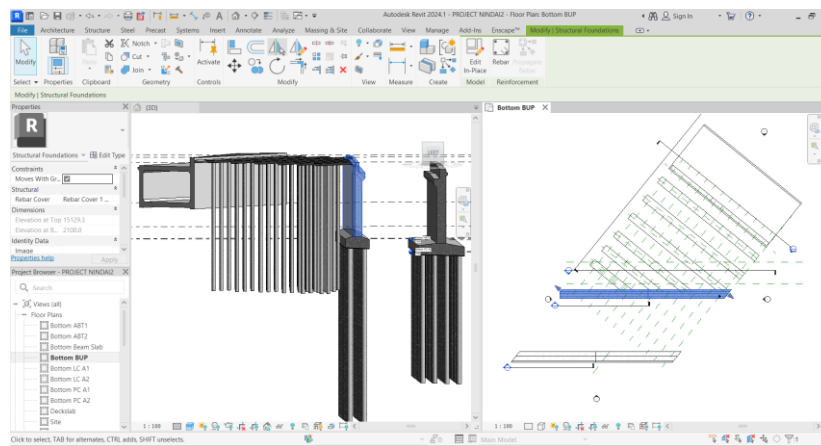 Autodesk Revit 2024.1 - PROJECT NINDAI2 - Floor Plan: Bottom BUP
Sign In
File Architecture Structure Steel Precast Systems Insert Annotate Analyze Massing & Site Collaborate View Manage Add-Ins Enscape™ Modify | Structural Foundations
Modify
Properties
Paste
Notch
Cut
Join
Activate
Edit In-Place
Rebar
Propagate Rebar
Select Properties Clipboard Geometry Controls Modify View Measure Create Model Reinforcement
Modify | Structural Foundations
Properties X
{3D}
Bottom BUP X
R
Structural Foundations
Edit Type
Constraints
Moves With Gr...
Structural
Rebar Cover Rebar Cover 1 ...
Dimensions
Elevation at Top 15129.3
Elevation at B... 2100.0
Identity Data
Image
Properties help
Apply
Project Browser - PROJECT NINDAI2 X
Search
Views (all)
Floor Plans
Bottom ABT1
Bottom ABT2
Bottom Beam Slab
Bottom BUP
Bottom LC A1
Bottom LC A2
Bottom PC A1
Bottom PC A2
Deckslab
Site
1 : 100
1 : 100
Click to select, TAB for alternates, CTRL adds, SHIFT unselects.
Main Model